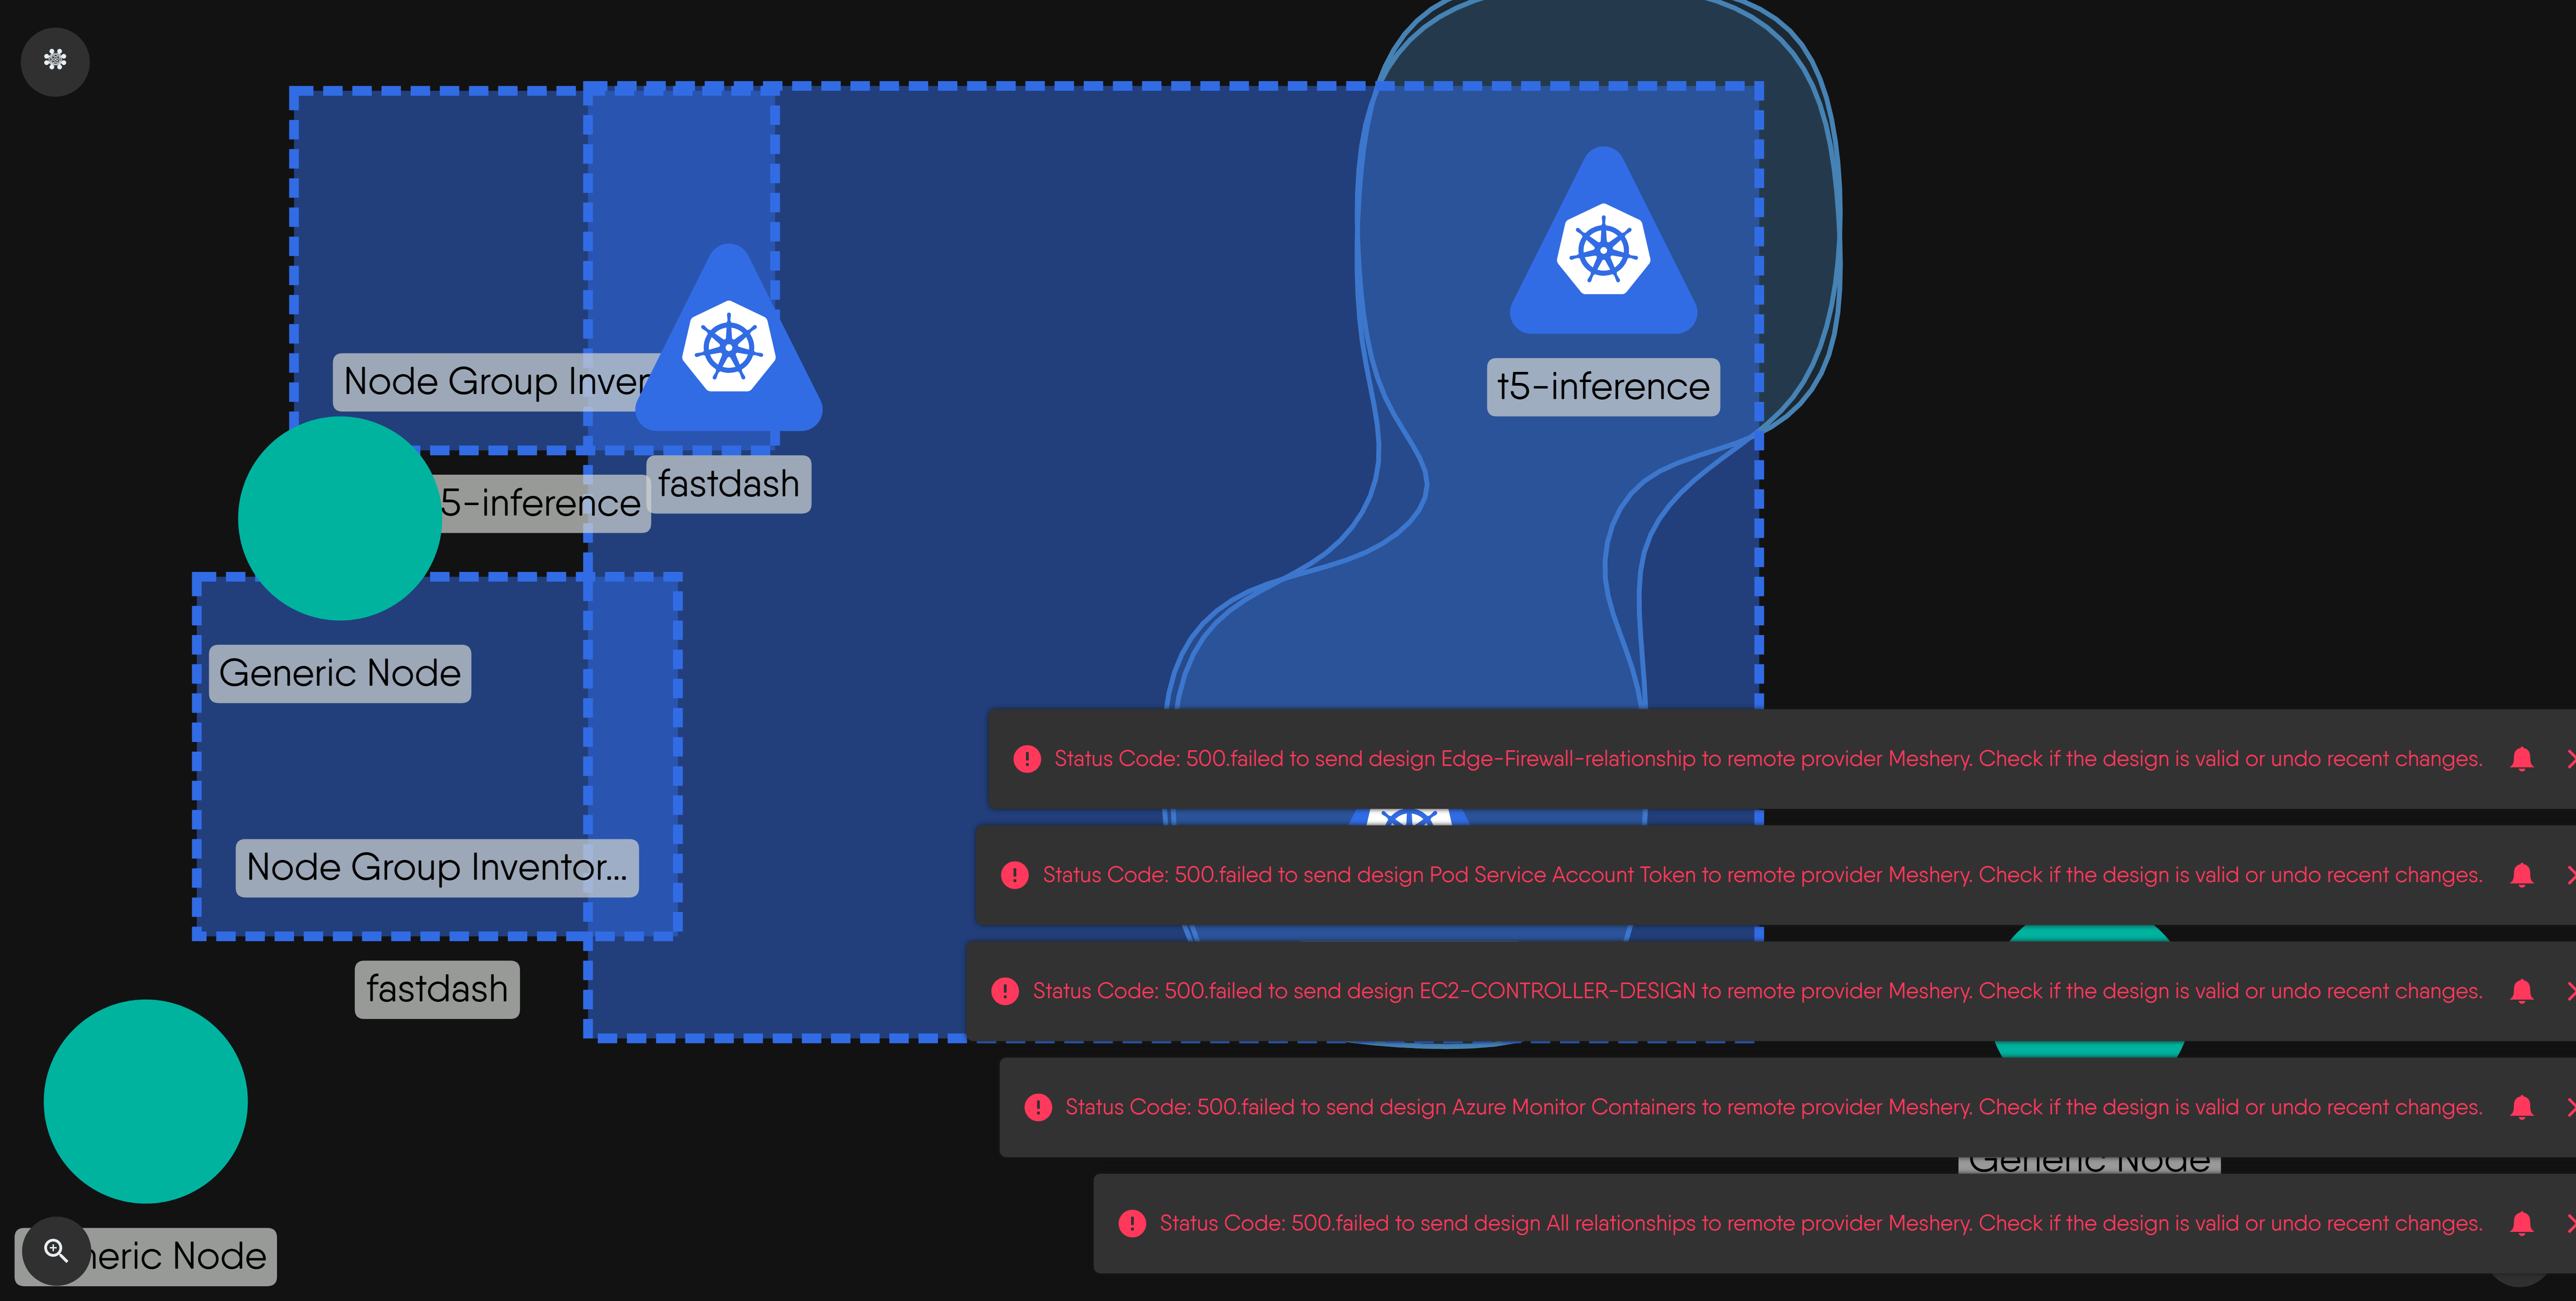 Node Group Inver
t5-inference
fastdash
5-inference
Generic Node
Status Code: 500.failed to send design Edge-Firewall-relationship to remote provider Meshery. Check if the design is valid or undo recent changes.
Node Group Inventor...
Status Code: 500.failed to send design Pod Service Account Token to remote provider Meshery. Check if the design is valid or undo recent changes.
fastdash
Status Code: 500.failed to send design EC2-CONTROLLER-DESIGN to remote provider Meshery. Check if the design is valid or undo recent changes.
Status Code: 500.failed to send design Azure Monitor Containers to remote provider Meshery. Check if the design is valid or undo recent changes.
Generic Node
Status Code: 500.failed to send design All relationships to remote provider Meshery. Check if the design is valid or undo recent changes.
neric Node